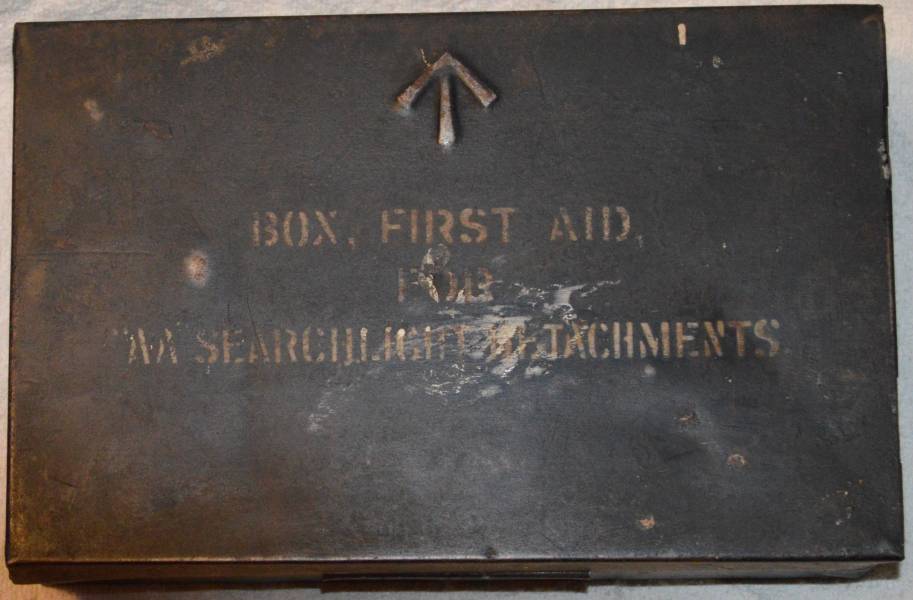 BOX, FIRST AID,
FOR
"AA" SEARCHLIGHT DETACHMENTS.